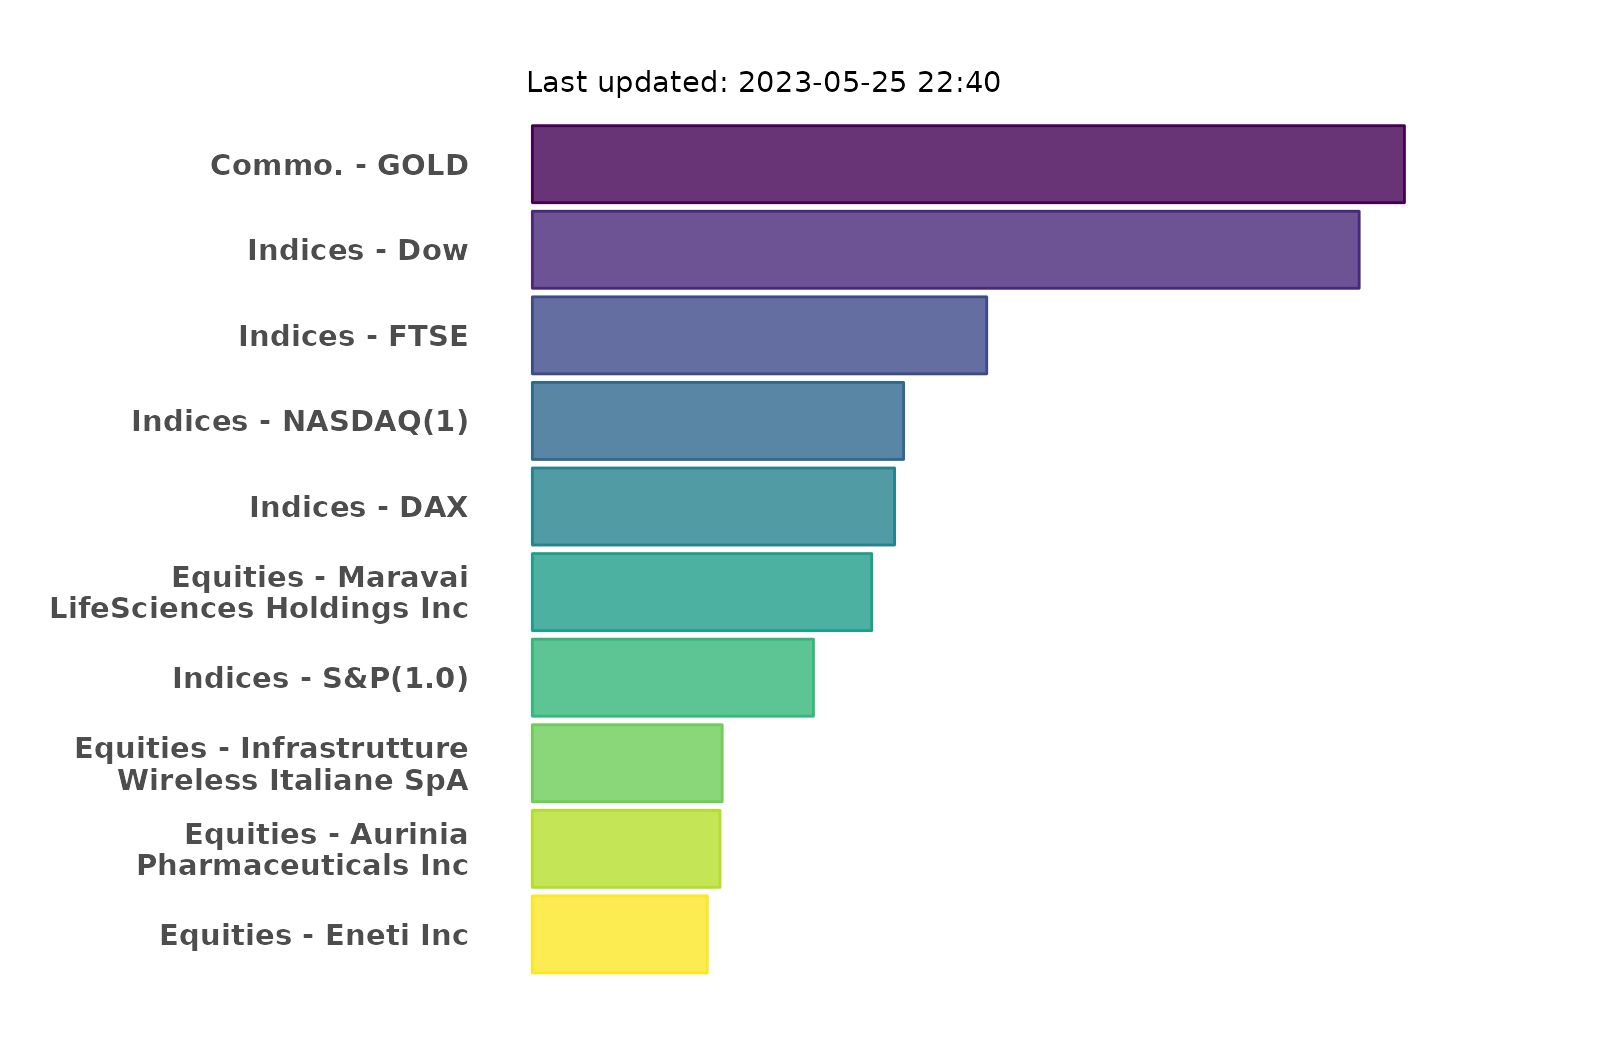 Last updated: 2023-05-25 22:40
Commo. - GOLD
Indices - Dow
Indices - FTSE
Indices - NASDAQ(1)
Indices - DAX
Equities - Maravai
LifeSciences Holdings Inc
Indices - S&P(1.0)
Equities - Infrastrutture
Wireless Italiane SpA
Equities - Aurinia
Pharmaceuticals Inc
Equities - Eneti Inc